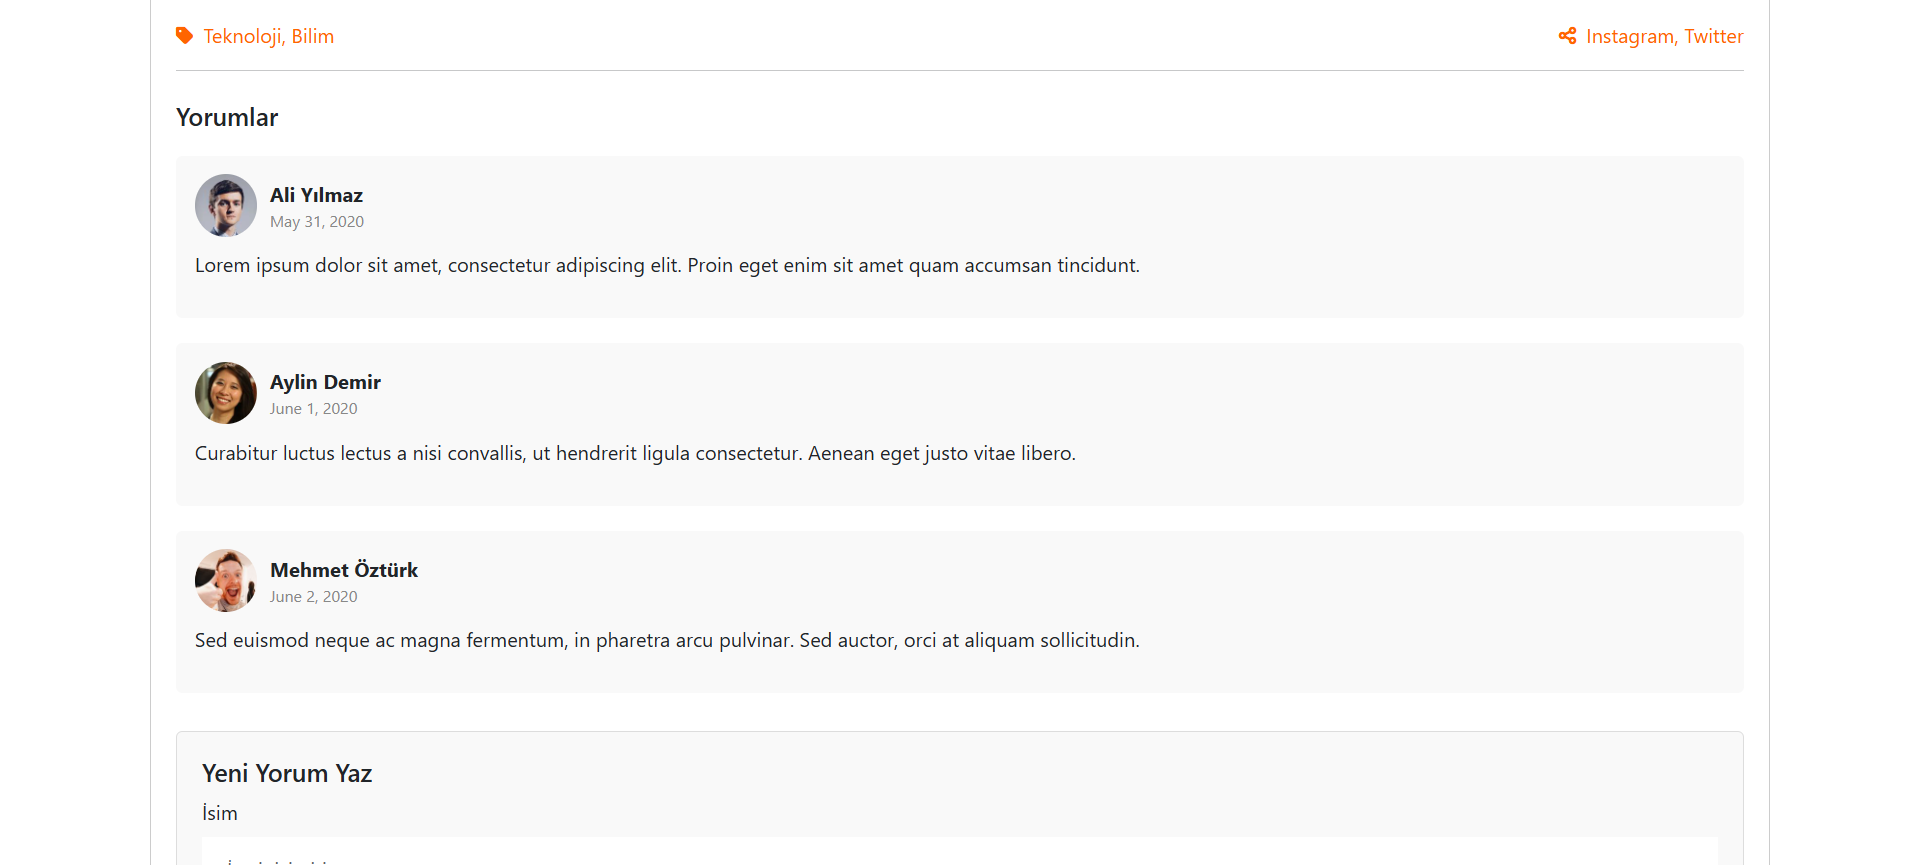 Teknoloji, Bilim
Instagram, Twitter
Yorumlar
Ali Yılmaz
May 31, 2020
Lorem ipsum dolor sit amet, consectetur adipiscing elit. Proin eget enim sit amet quam accumsan tincidunt.
Aylin Demir
June 1, 2020
Curabitur luctus lectus a nisi convallis, ut hendrerit ligula consectetur. Aenean eget justo vitae libero.
Mehmet Öztürk
June 2, 2020
Sed euismod neque ac magna fermentum, in pharetra arcu pulvinar. Sed auctor, orci at aliquam sollicitudin.
Yeni Yorum Yaz
İsim